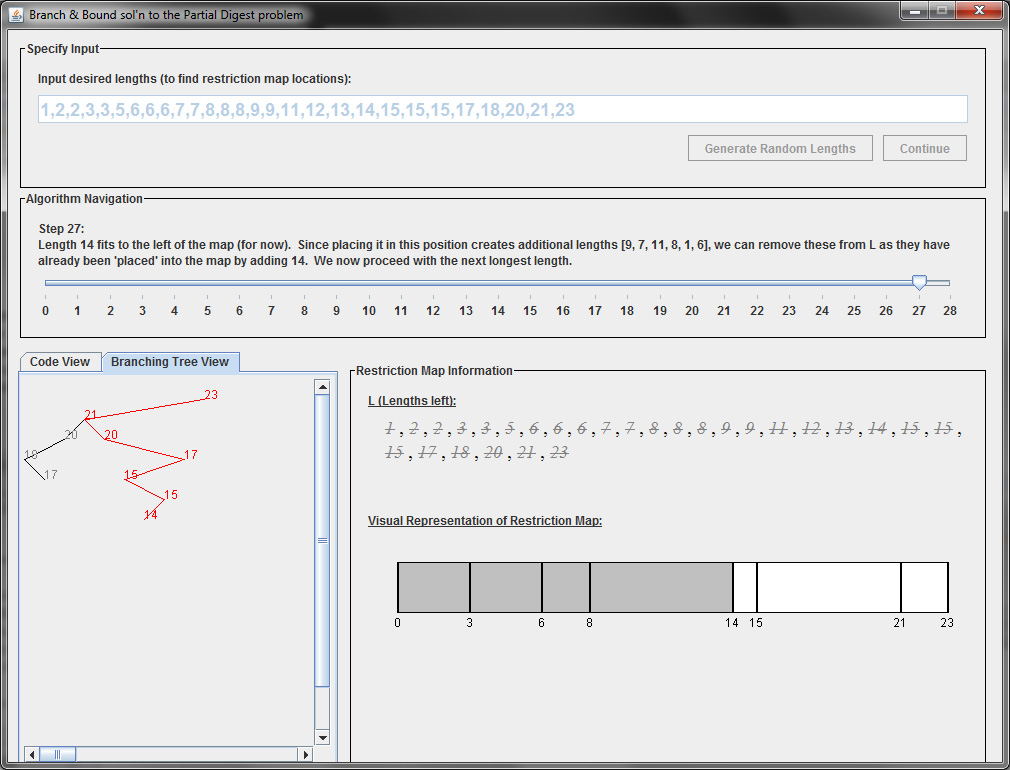 Branch & Bound sol'n to the Partial Digest problem
Specify Input
Input desired lengths (to find restriction map locations):
1,2,2,3,3,5,6,6,6,7,7,8,8,8,9,9,11,12,13,14,15,15,15,17,18,20,21,23
Generate Random Lengths Continue
Algorithm Navigation
Step 27:
Length 14 fits to the left of the map (for now). Since placing it in this position creates additional lengths [9, 7, 11, 8, 1, 6], we can remove these from L as they have
already been 'placed' into the map by adding 14. We now proceed with the next longest length.
0 1 2 3 4 5 6 7 8 9 10 11 12 13 14 15 16 17 18 19 20 21 22 23 24 25 26 27 28
Code View Branching Tree View
23
21
20 20
18 17
17 15
15
14
Restriction Map Information
L (Lengths left):
1 , 2 , 2 , 3 , 3 , 5 , 6 , 6 , 6 , 7 , 7 , 8 , 8 , 8 , 9 , 9 , 11 , 12 , 13 , 14 , 15 , 15 ,
15 , 17 , 18 , 20 , 21 , 23
Visual Representation of Restriction Map:
0 3 6 8 14 15 21 23